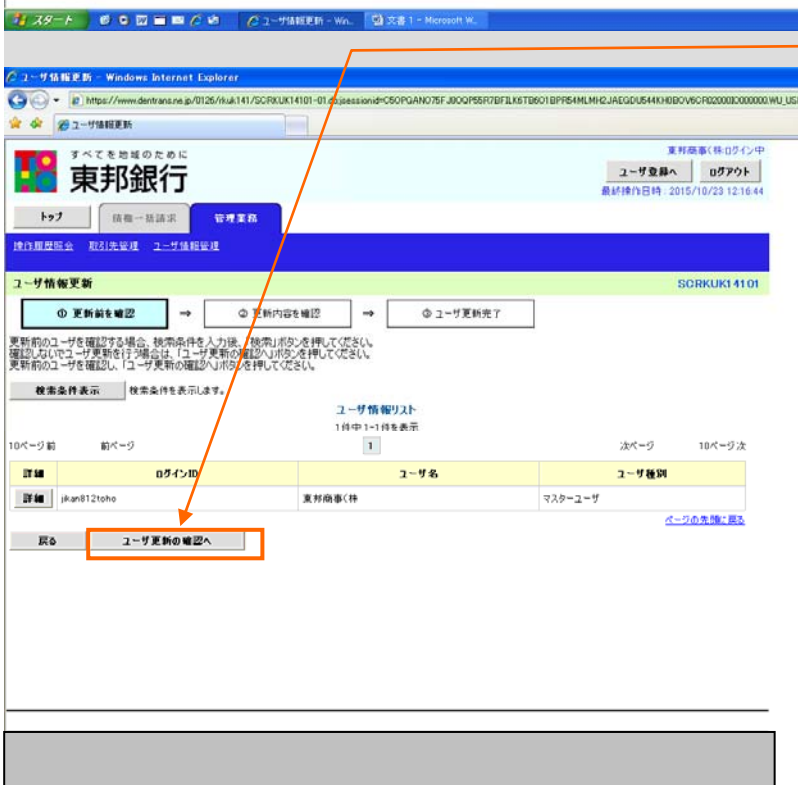 スタート ユーザ情報更新 - Win... 文書 1 - Microsoft W...
ユーザ情報更新 - Windows Internet Explorer
ユーザ情報更新
東邦商事(株:ログイン中
すべてを地域のために
東邦銀行
ユーザ登録へ ログアウト
最終操作日時 : 2015/10/23 12:16:44
トップ 債権一括請求 管理業務
操作履歴照会 取引先管理 ユーザ情報管理
ユーザ情報更新 SCRKUK14101
① 更新前を確認 ⇒ ② 更新内容を確認 ⇒ ③ ユーザ更新完了
更新前のユーザを確認する場合、検索条件を入力後、「検索」ボタンを押してください。
確認しないでユーザ更新を行う場合は、「ユーザ更新の確認へ」ボタンを押してください。
更新前のユーザを確認し、「ユーザ更新の確認へ」ボタンを押してください。
検索条件表示 検索条件を表示します。
ユーザ情報リスト
1件中 1-1件を表示
10ページ前 前ページ 1 次ページ 10ページ次
詳細 ログインID ユーザ名 ユーザ種別
詳細 jikan812toho 東邦商事(株 マスターユーザ
ページの先頭に戻る
戻る ユーザ更新の確認へ